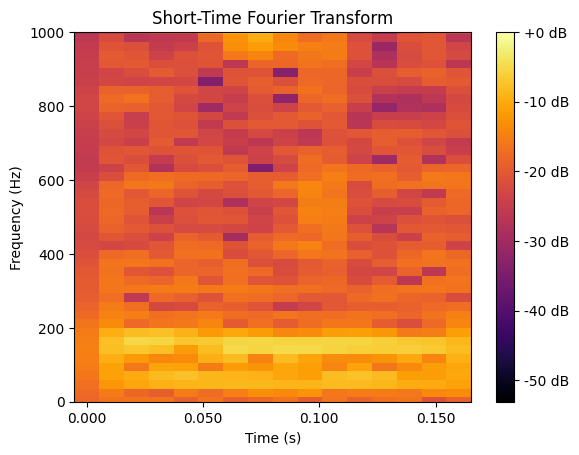 Short-Time Fourier Transform
1000
800
600
400
200
0
Frequency (Hz)
0.000
0.050
0.100
0.150
Time (s)
+0 dB
-10 dB
-20 dB
-30 dB
-40 dB
-50 dB